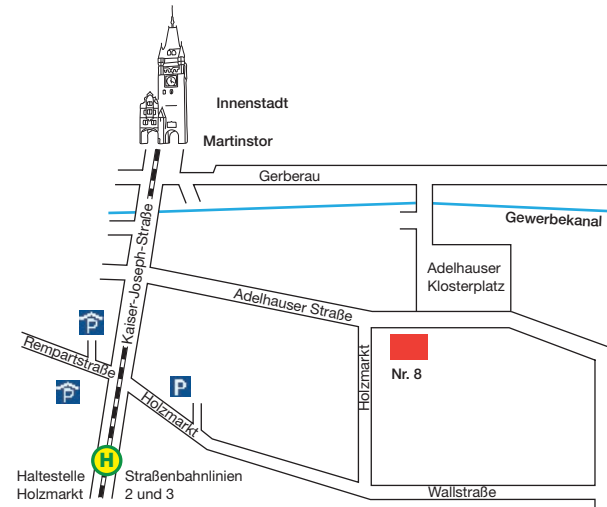 Innenstadt
Martinstor
Gerberau
Gewerbekanal
Kaiser-Joseph-Straße
Adelhauser
Klosterplatz
Adelhauser Straße
P
Rempartstraße
P
P
Holzmarkt
Holzmarkt
Nr. 8
H
Haltestelle
Holzmarkt
Straßenbahnlinien
2 und 3
Wallstraße